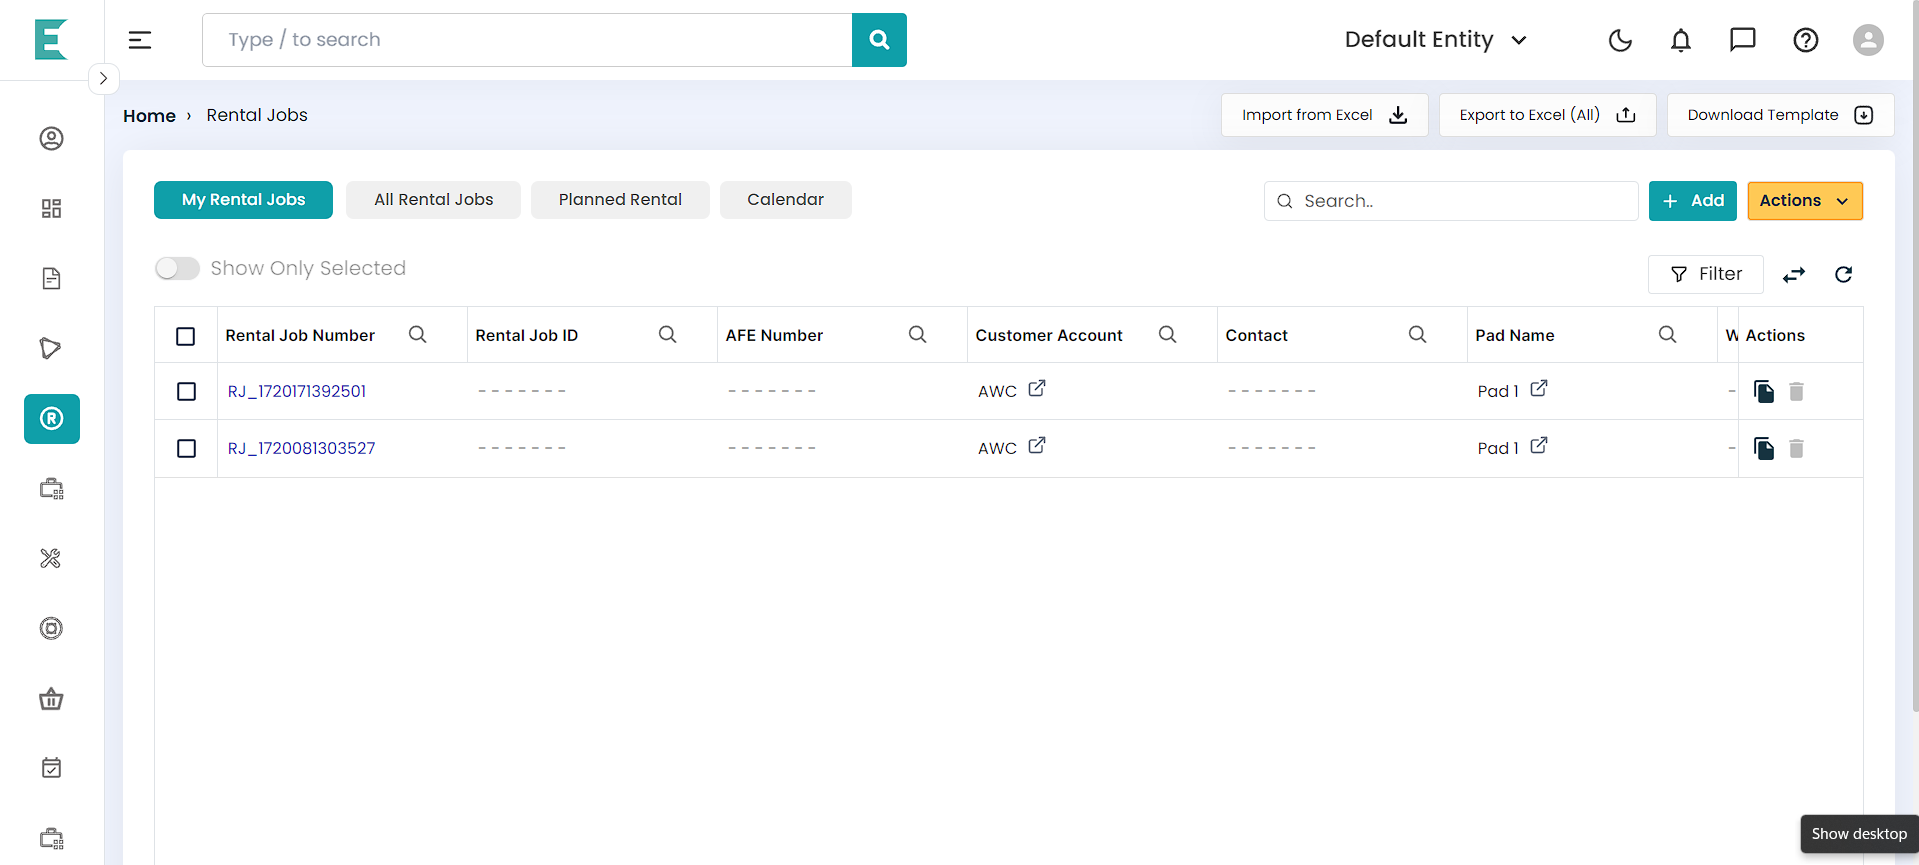 E
Type / to search
Default Entity
Home › Rental Jobs
Import from Excel
Export to Excel (All)
Download Template
My Rental Jobs
All Rental Jobs
Planned Rental
Calendar
Search..
+ Add
Actions
Show Only Selected
Filter
Rental Job Number
Rental Job ID
AFE Number
Customer Account
Contact
Pad Name
W
Actions
RJ_1720171392501 - - - - - - - - - - - - - - AWC - - - - - - - Pad 1 -
RJ_1720081303527 - - - - - - - - - - - - - - AWC - - - - - - - Pad 1 -
R
Show desktop